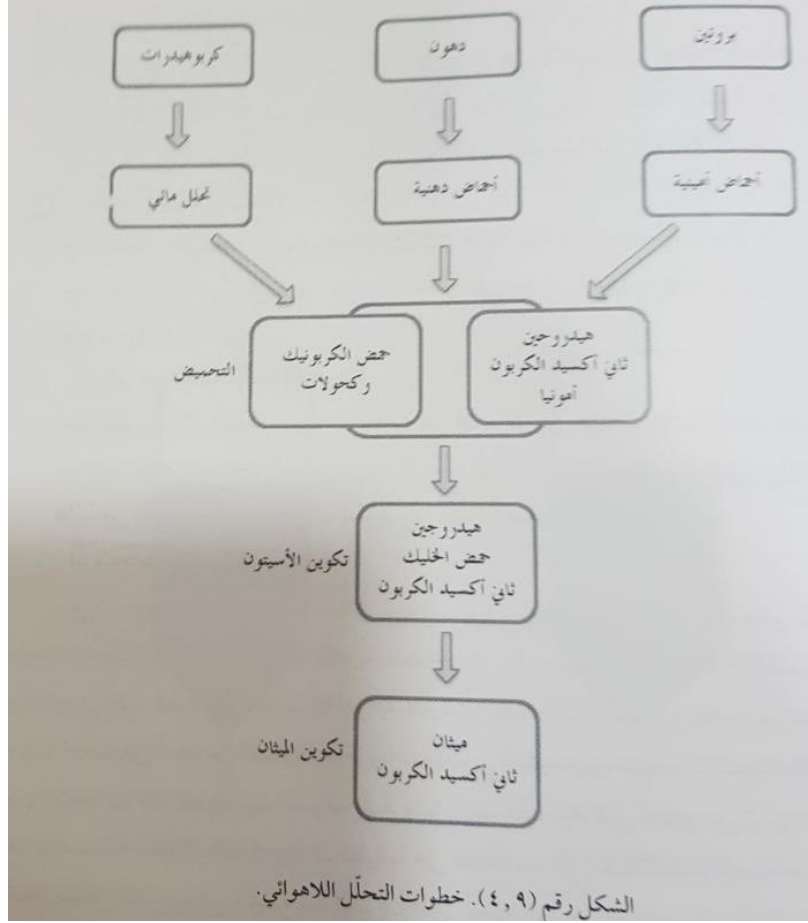 بروتين
دهون
كربوهيدرات
أحماض أمينية
أحماض دهنية
تحلل مائي
هيدروجين
ثاني أكسيد الكربون
أمونيا
حمض الكربونيك
وكحولات
التحميض
هيدروجين
حمض الخليك
ثاني أكسيد الكربون
تكوين الأسيتون
ميثان
ثاني أكسيد الكربون
تكوين الميثان
الشكل رقم (٤,٩). خطوات التحلّل اللاهوائي.